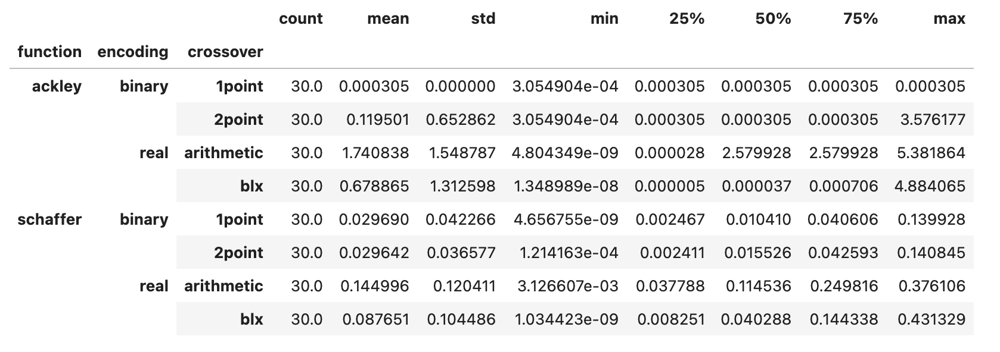 count mean std min 25% 50% 75% max
function encoding crossover
ackley binary 1point 30.0 0.000305 0.000000 3.054904e-04 0.000305 0.000305 0.000305 0.000305
2point 30.0 0.119501 0.652862 3.054904e-04 0.000305 0.000305 0.000305 3.576177
real arithmetic 30.0 1.740838 1.548787 4.804349e-09 0.000028 2.579928 2.579928 5.381864
blx 30.0 0.678865 1.312598 1.348989e-08 0.000005 0.000037 0.000706 4.884065
schaffer binary 1point 30.0 0.029690 0.042266 4.656755e-09 0.002467 0.010410 0.040606 0.139928
2point 30.0 0.029642 0.036577 1.214163e-04 0.002411 0.015526 0.042593 0.140845
real arithmetic 30.0 0.144996 0.120411 3.126607e-03 0.037788 0.114536 0.249816 0.376106
blx 30.0 0.087651 0.104486 1.034423e-09 0.008251 0.040288 0.144338 0.431329